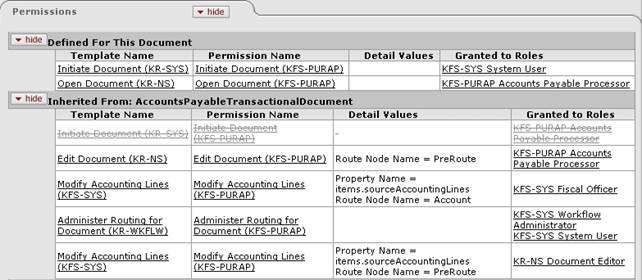 Permissions
hide
hide
Defined For This Document
Template Name Permission Name Detail Values Granted to Roles
Initiate Document (KR-SYS) Initiate Document (KFS-PURAP) KFS-SYS System User
Open Document (KR-NS) Open Document (KFS-PURAP) KFS-PURAP Accounts Payable Processor
hide
Inherited From: AccountsPayableTransactionalDocument
Template Name Permission Name Detail Values Granted to Roles
Initiate Document (KR-SYS) Initiate Document (KFS-PURAP) - KFS-PURAP Accounts Payable Processor
Edit Document (KR-NS) Edit Document (KFS-PURAP) Route Node Name = PreRoute KFS-PURAP Accounts Payable Processor
Modify Accounting Lines (KFS-SYS) Modify Accounting Lines (KFS-PURAP) Property Name = items.sourceAccountingLines Route Node Name = Account KFS-SYS Fiscal Officer
Administer Routing for Document (KR-WKFLW) Administer Routing for Document (KFS-PURAP) KFS-SYS Workflow Administrator KFS-SYS System User
Modify Accounting Lines (KFS-SYS) Modify Accounting Lines (KFS-PURAP) Property Name = items.sourceAccountingLines Route Node Name = PreRoute KR-NS Document Editor